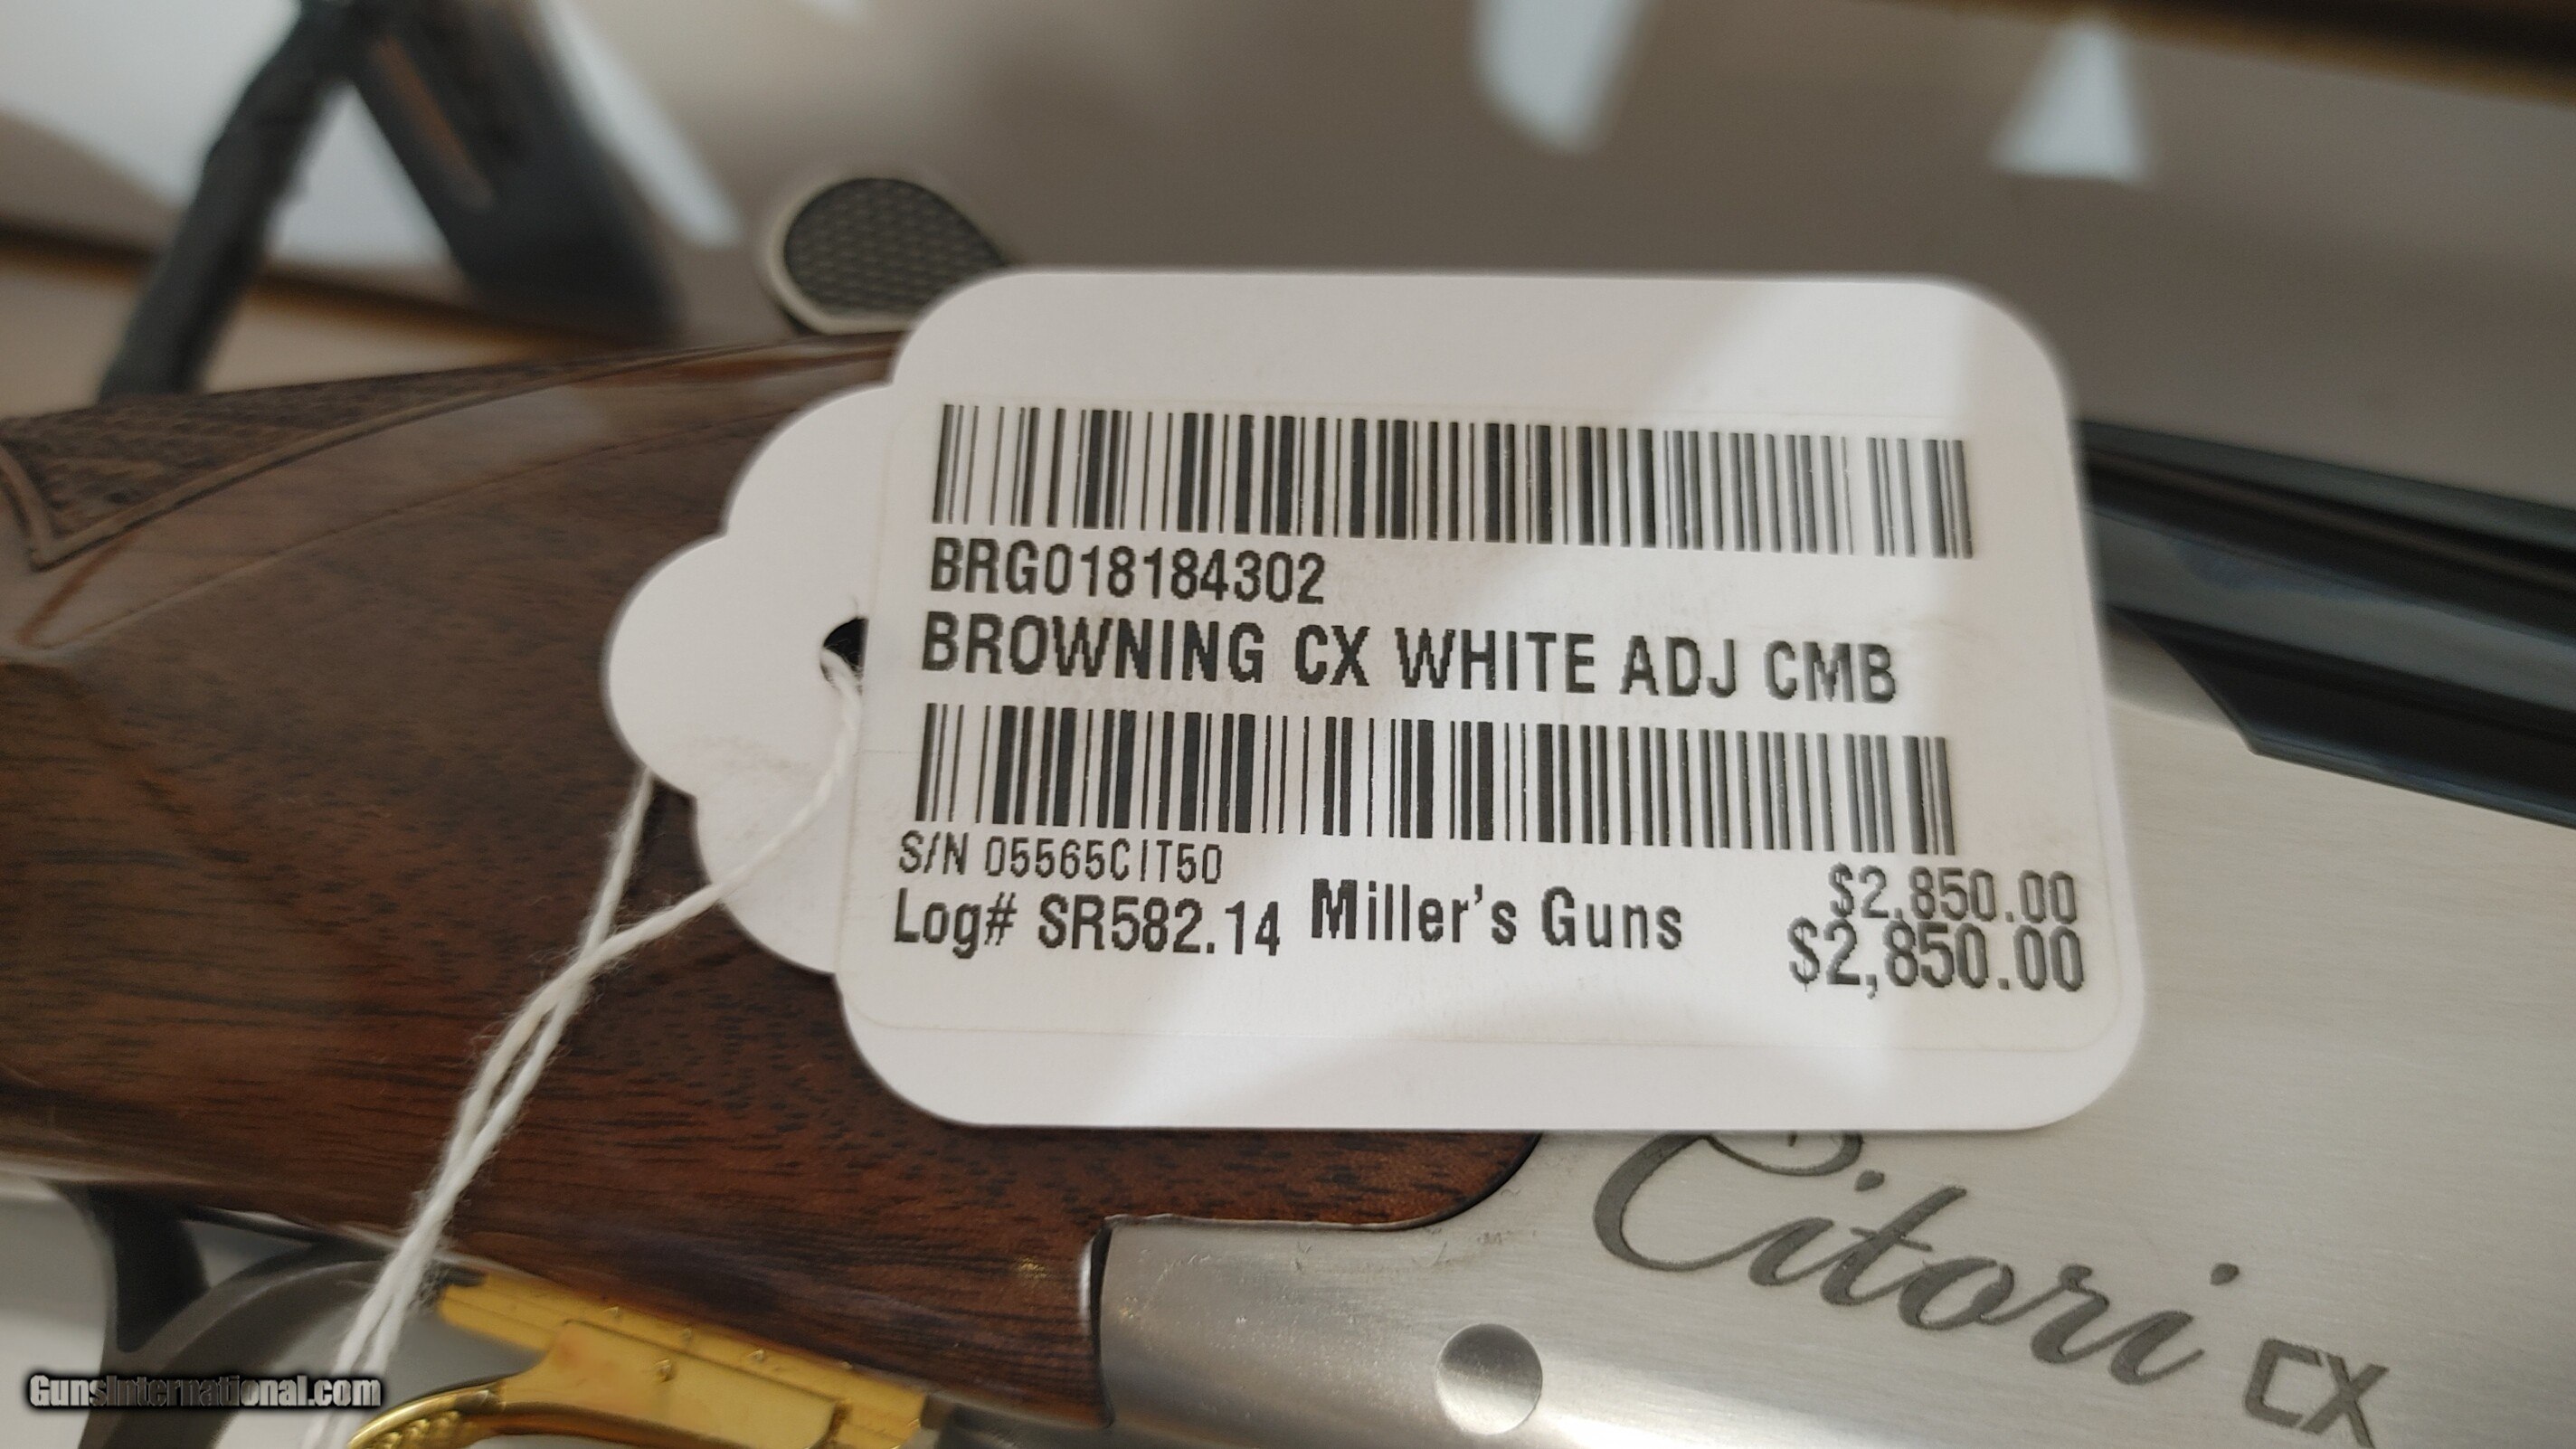 BRG018184302
BROWNING CX WHITE ADJ CMB
S/N 05565CIT50
$2,850.00
Log# SR582.14 Miller's Guns $2,850.00
Citori CX
GunsInternational.com